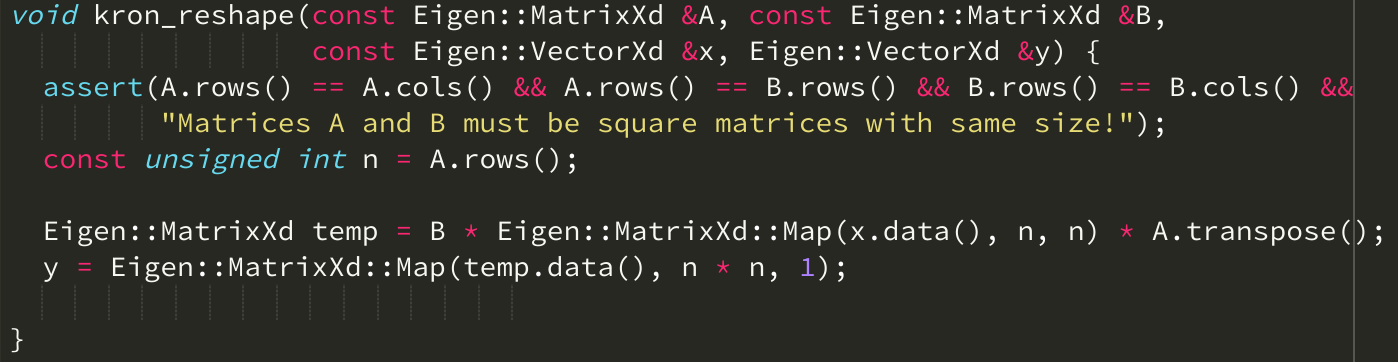 void kron_reshape(const Eigen::MatrixXd &A, const Eigen::MatrixXd &B,
                  const Eigen::VectorXd &x, Eigen::VectorXd &y) {
  assert(A.rows() == A.cols() && A.rows() == B.rows() && B.rows() == B.cols() &&
         "Matrices A and B must be square matrices with same size!");
  const unsigned int n = A.rows();

  Eigen::MatrixXd temp = B * Eigen::MatrixXd::Map(x.data(), n, n) * A.transpose();
  y = Eigen::MatrixXd::Map(temp.data(), n * n, 1);

}